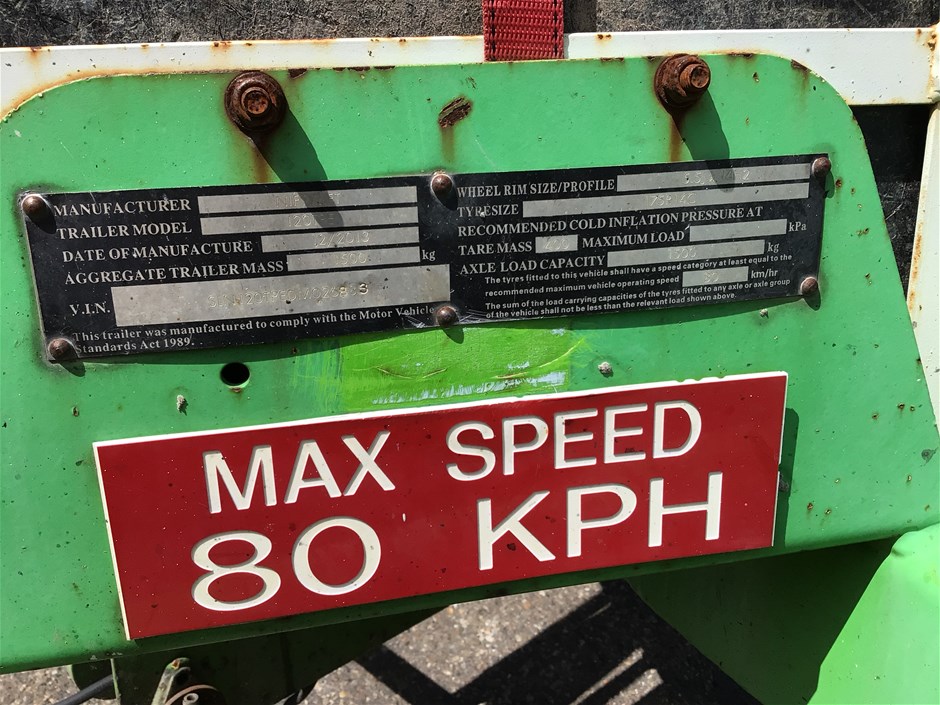 MANUFACTURER
TRAILER MODEL 120
DATE OF MANUFACTURE 12/2013
AGGREGATE TRAILER MASS kg
V.I.N.
This trailer was manufactured to comply with the Motor Vehicle
Standards Act 1989.
WHEEL RIM SIZE/PROFILE
TYRESIZE
RECOMMENDED COLD INFLATION PRESSURE AT
TARE MASS MAXIMUM LOAD kPa
AXLE LOAD CAPACITY kg
The tyres fitted to this vehicle shall have a speed category at least equal to the
recommended maximum vehicle operating speed km/hr
The sum of the load carrying capacities of the tyres fitted to any axle or axle group
of the vehicle shall not be less than the relevant load shown above.
MAX SPEED
80 KPH